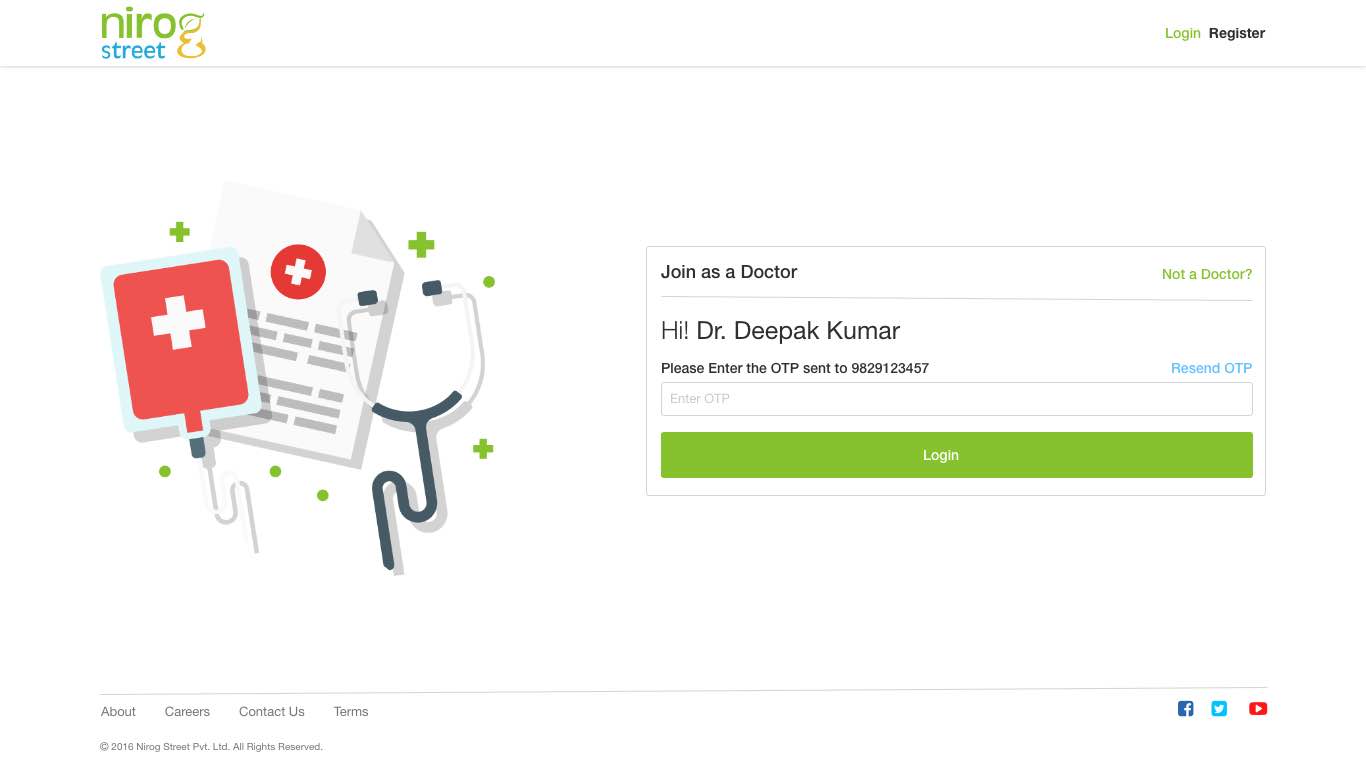 nirog
street
Login Register
Join as a Doctor
Not a Doctor?
Hi! Dr. Deepak Kumar
Please Enter the OTP sent to 9829123457
Resend OTP
Enter OTP
Login
About Careers Contact Us Terms
© 2016 Nirog Street Pvt. Ltd. All Rights Reserved.